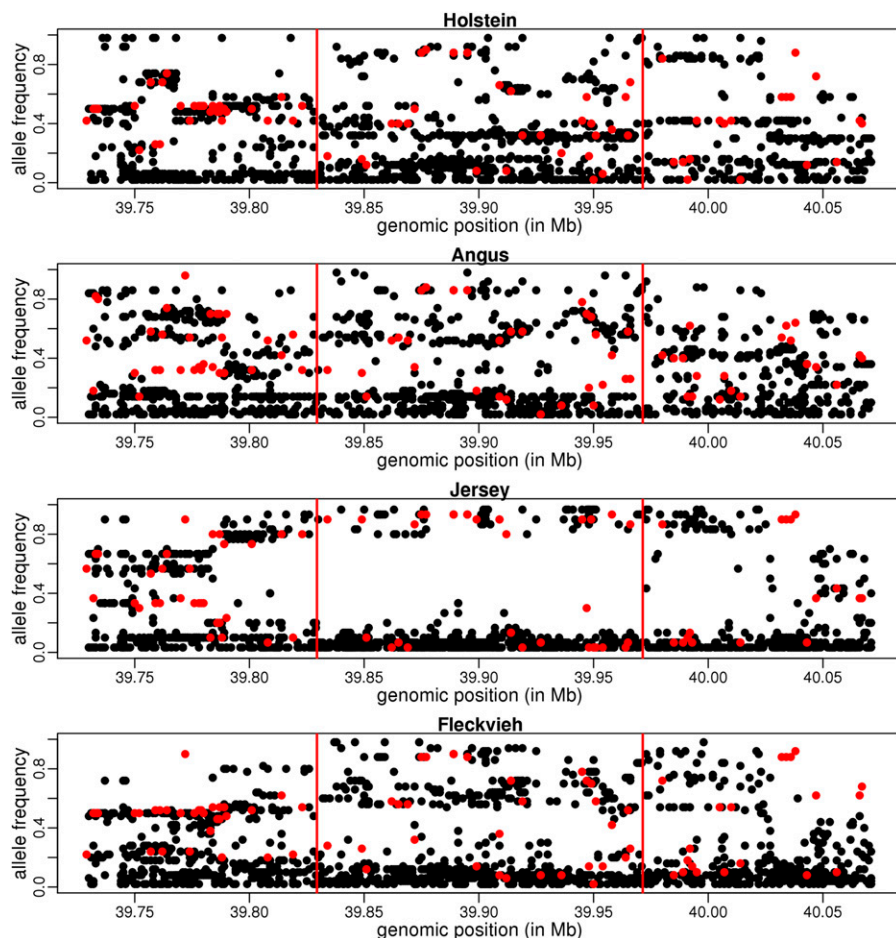 Holstein
allele frequency
0.0 0.4 0.8
39.75 39.80 39.85 39.90 39.95 40.00 40.05
genomic position (in Mb)
Angus
allele frequency
0.0 0.4 0.8
39.75 39.80 39.85 39.90 39.95 40.00 40.05
genomic position (in Mb)
Jersey
allele frequency
0.0 0.4 0.8
39.75 39.80 39.85 39.90 39.95 40.00 40.05
genomic position (in Mb)
Fleckvieh
allele frequency
0.0 0.4 0.8
39.75 39.80 39.85 39.90 39.95 40.00 40.05
genomic position (in Mb)